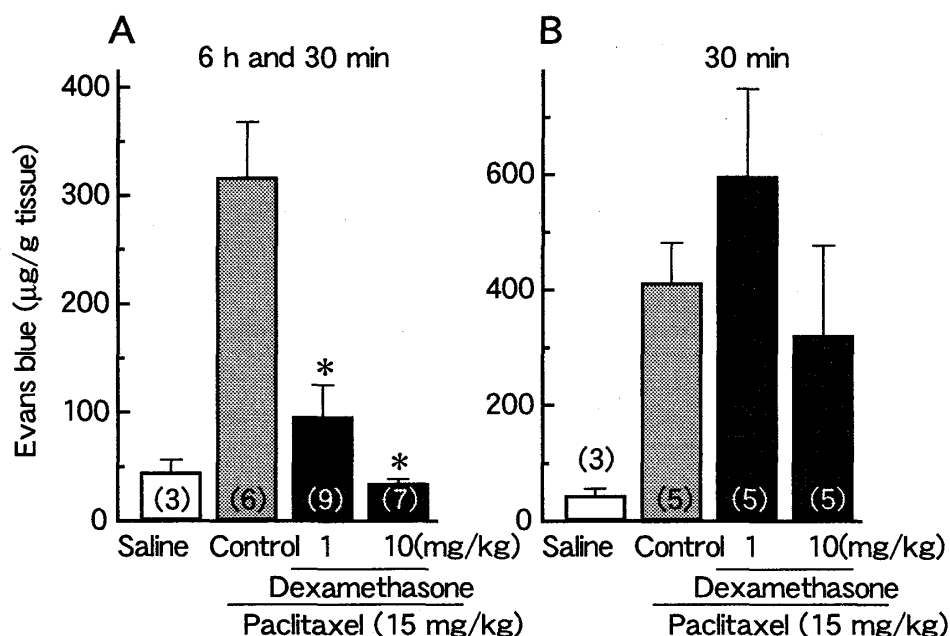 A
6 h and 30 min
Evans blue (μg/g tissue)
400
300
200
100
0
*
*
(3)
(6)
(9)
(7)
Saline Control 1 10(mg/kg)
Dexamethasone
Paclitaxel (15 mg/kg)
B
30 min
600
400
200
0
(3)
(5)
(5)
(5)
Saline Control 1 10(mg/kg)
Dexamethasone
Paclitaxel (15 mg/kg)